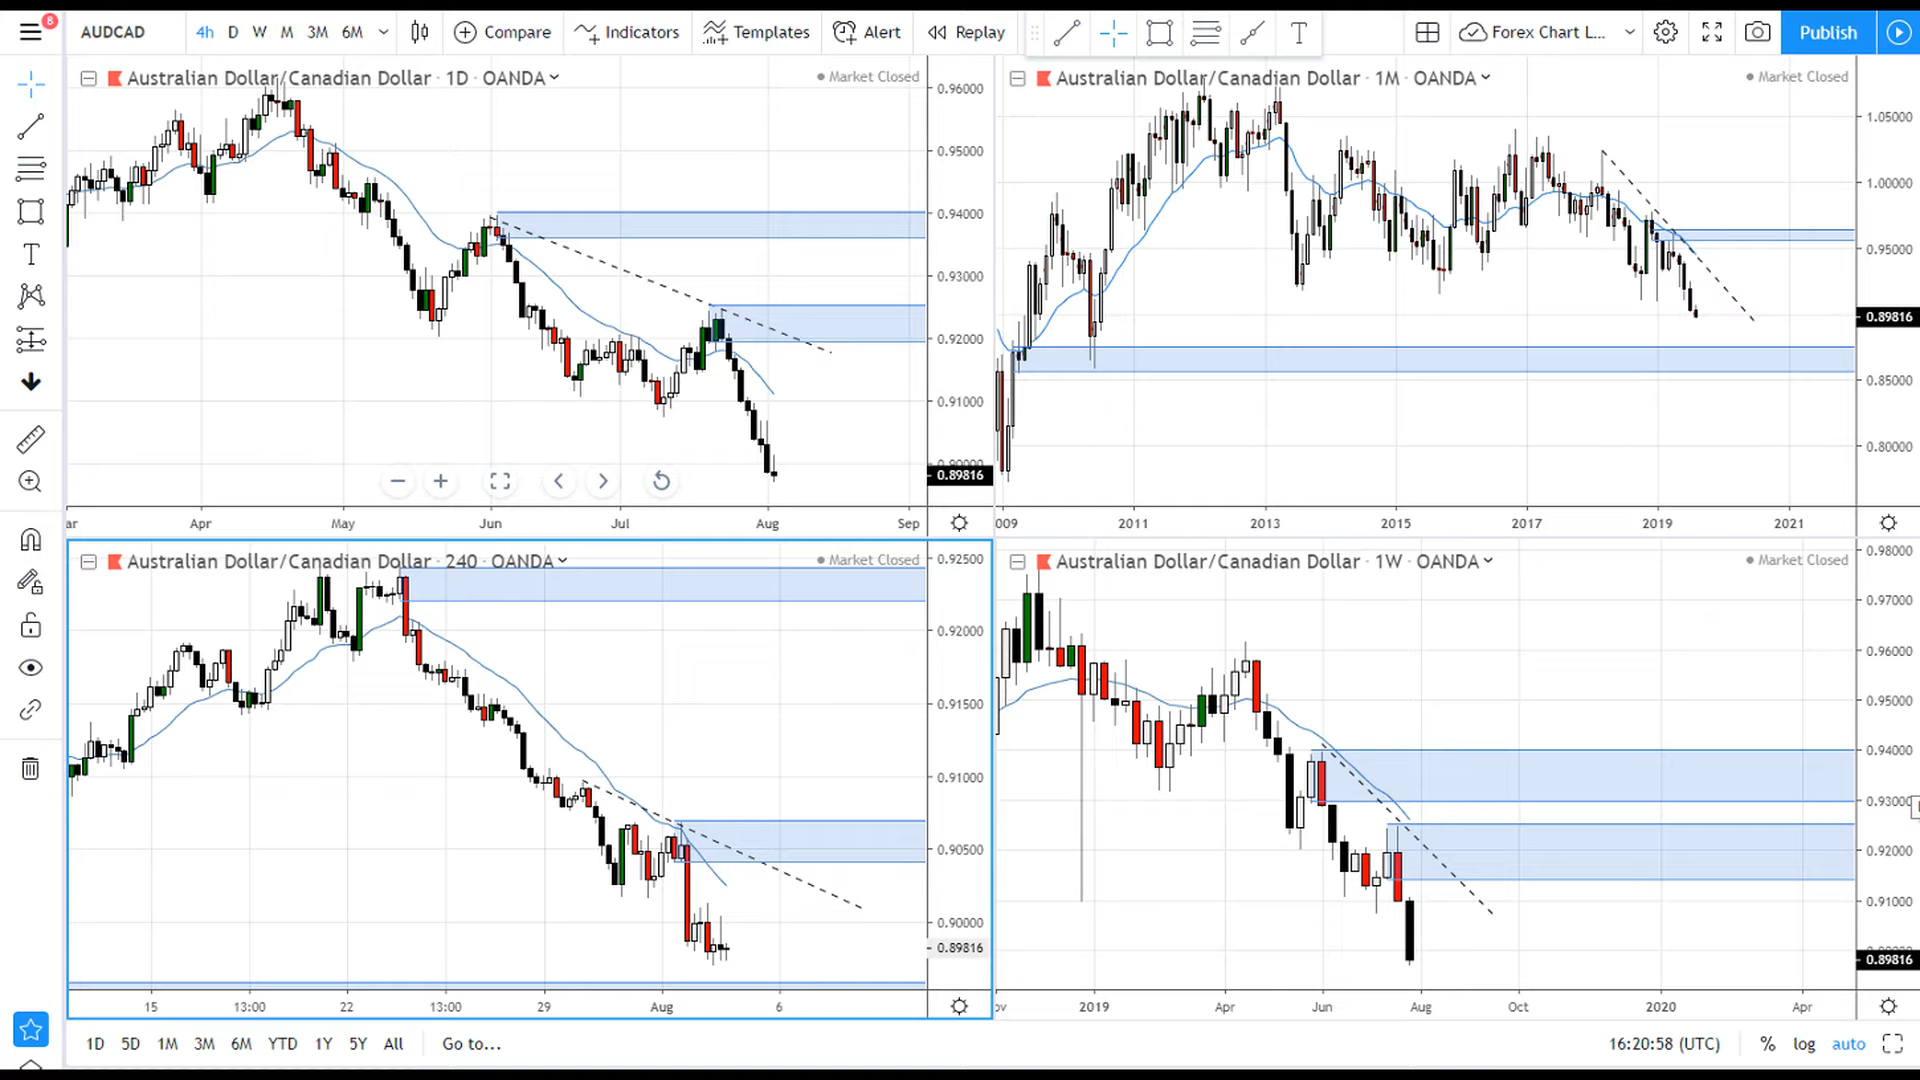 8
AUDCAD
4h D W M 3M 6M
Compare
Indicators
Templates
Alert
Replay
T
Forex Chart L...
Publish
Australian Dollar/Canadian Dollar · 1D · OANDA
Market Closed
0.96000
0.95000
0.94000
0.93000
0.92000
0.91000
0.89816
ar Apr May Jun Jul Aug Sep
Australian Dollar/Canadian Dollar · 1M · OANDA
Market Closed
1.05000
1.00000
0.95000
0.89816
0.85000
0.80000
009 2011 2013 2015 2017 2019 2021
T
Australian Dollar/Canadian Dollar · 240 · OANDA
Market Closed
0.92500
0.92000
0.91500
0.91000
0.90500
0.90000
0.89816
15 13:00 22 13:00 29 Aug 6
Australian Dollar/Canadian Dollar · 1W · OANDA
Market Closed
0.98000
0.97000
0.96000
0.95000
0.94000
0.93000
0.92000
0.91000
0.89816
ov 2019 Apr Jun Aug Oct 2020 Apr
1D 5D 1M 3M 6M YTD 1Y 5Y All Go to...
16:20:58 (UTC) % log auto